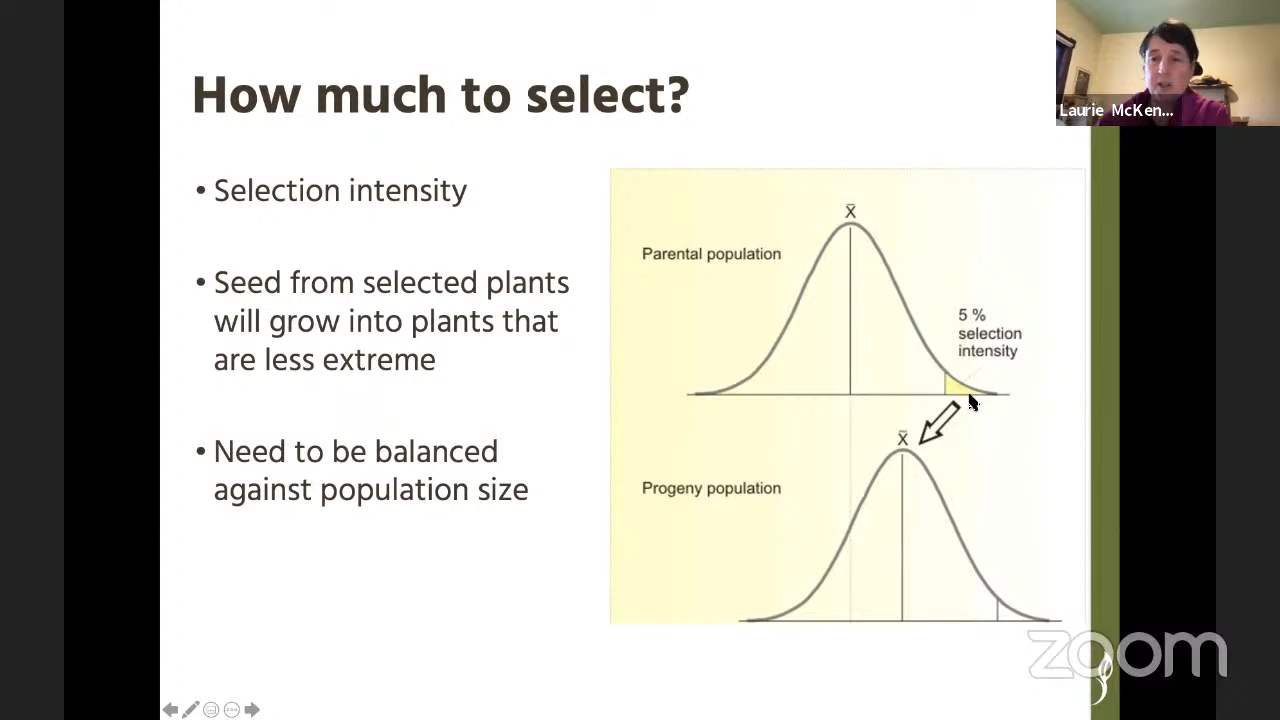 How much to select?
Laurie McKen...
• Selection intensity
• Seed from selected plants
will grow into plants that
are less extreme
• Need to be balanced
against population size
X̄
Parental population
5 %
selection
intensity
X̄
Progeny population
zoom